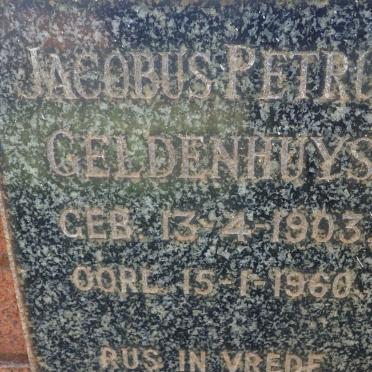 JACOBUS PETRU
GELDENHUYS
GEB. 13-4-1903.
OORL. 15-1-1960.
RUS IN VREDE